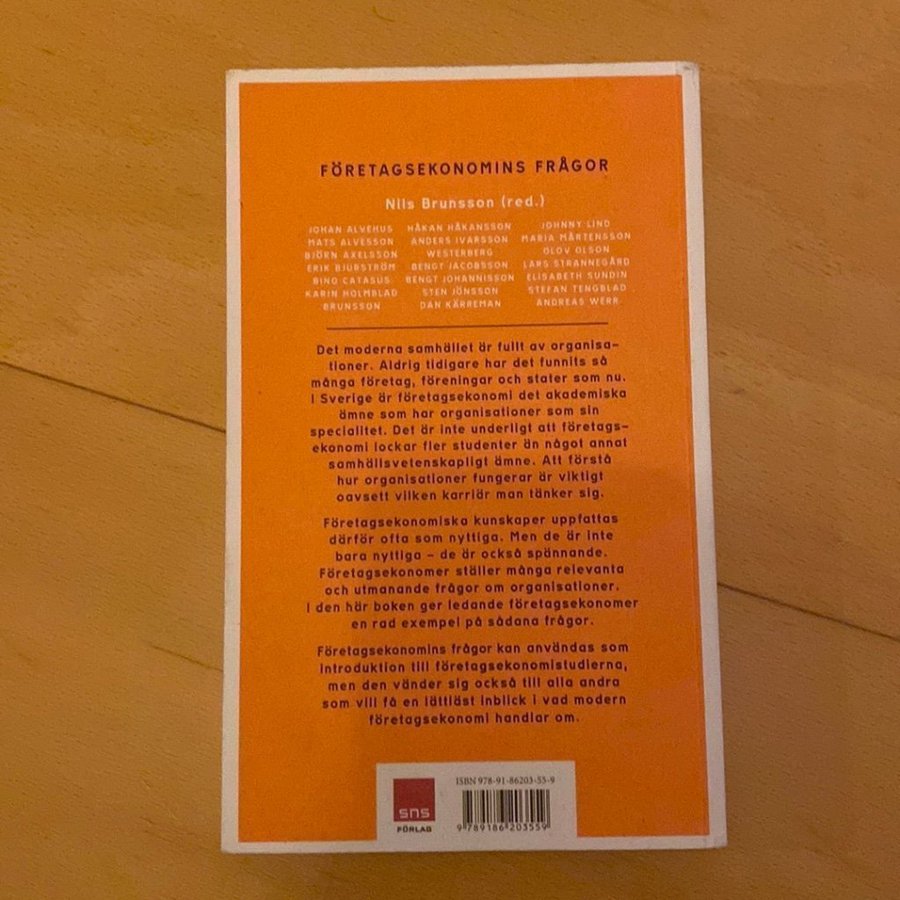 FÖRETAGSEKONOMINS FRÅGOR
Nils Brunsson (red.)
JOHAN ALVEHUS
MATS ALVESSON
BJÖRN AXELSSON
ERIK BJURSTRÖM
BINO CATASUS
KARIN HOLMBLAD
BRUNSSON
HÅKAN HÅKANSSON
ANDERS IVARSSON
WESTERBERG
BENGT JACOBSSON
BENGT JOHANNISSON
STEN JÖNSSON
DAN KÄRREMAN
JOHNNY LIND
MARIA MÅRTENSSON
OLOV OLSON
LARS STRANNEGÅRD
ELISABETH SUNDIN
STEFAN TENGBLAD
ANDREAS WERR
Det moderna samhället är fullt av organisa-
tioner. Aldrig tidigare har det funnits så
många företag, föreningar och stater som nu.
I Sverige är företagsekonomi det akademiska
ämne som har organisationer som sin
specialitet. Det är inte underligt att företags-
ekonomi lockar fler studenter än något annat
samhällsvetenskapligt ämne. Att förstå
hur organisationer fungerar är viktigt
oavsett vilken karriär man tänker sig.
Företagsekonomiska kunskaper uppfattas
därför ofta som nyttiga. Men de är inte
bara nyttiga – de är också spännande.
Företagsekonomer ställer många relevanta
och utmanande frågor om organisationer.
I den här boken ger ledande företagsekonomer
en rad exempel på sådana frågor.
Företagsekonomins frågor kan användas som
introduktion till företagsekonomistudierna,
men den vänder sig också till alla andra
som vill få en lättläst inblick i vad modern
företagsekonomi handlar om.
sns
FÖRLAG
ISBN 978-91-86203-55-9
9 789186 203559